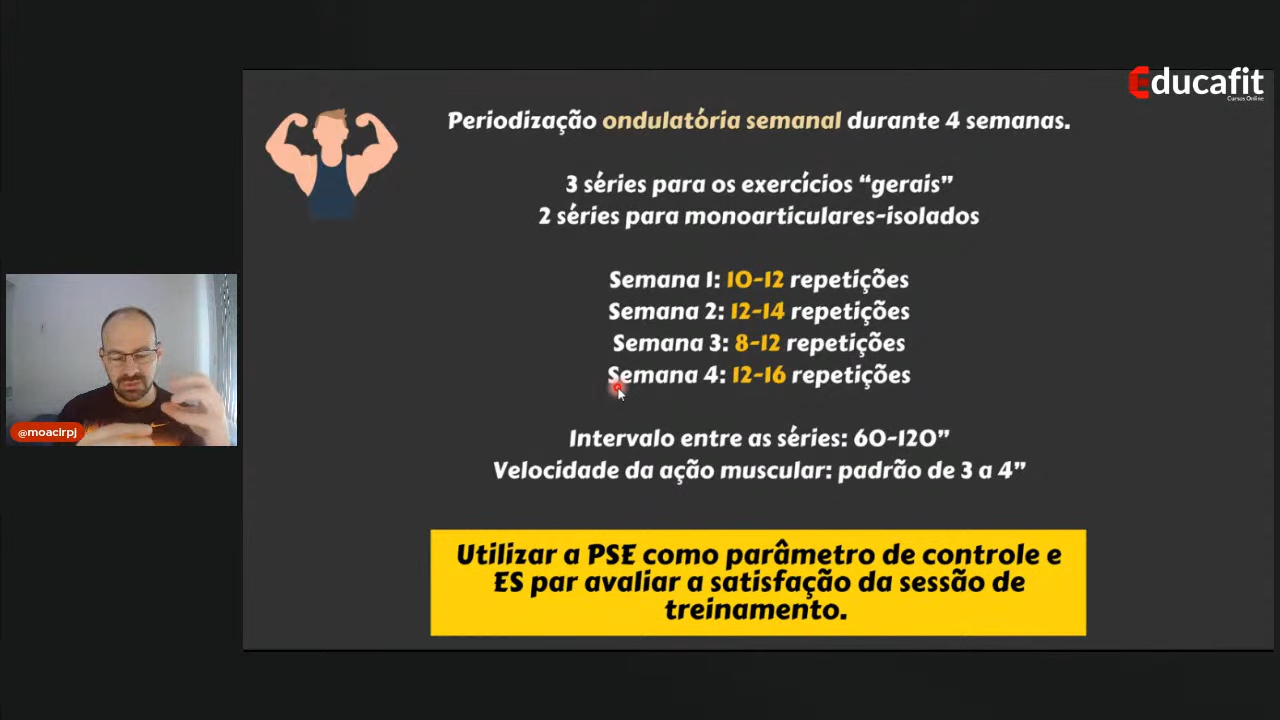 Educafit
Cursos Online
Periodização ondulatória semanal durante 4 semanas.
3 séries para os exercícios “gerais”
2 séries para monoarticulares-isolados
Semana 1: 10-12 repetições
Semana 2: 12-14 repetições
Semana 3: 8-12 repetições
Semana 4: 12-16 repetições
Intervalo entre as séries: 60-120”
Velocidade da ação muscular: padrão de 3 a 4”
@moacirpj
Utilizar a PSE como parâmetro de controle e
ES par avaliar a satisfação da sessão de
treinamento.